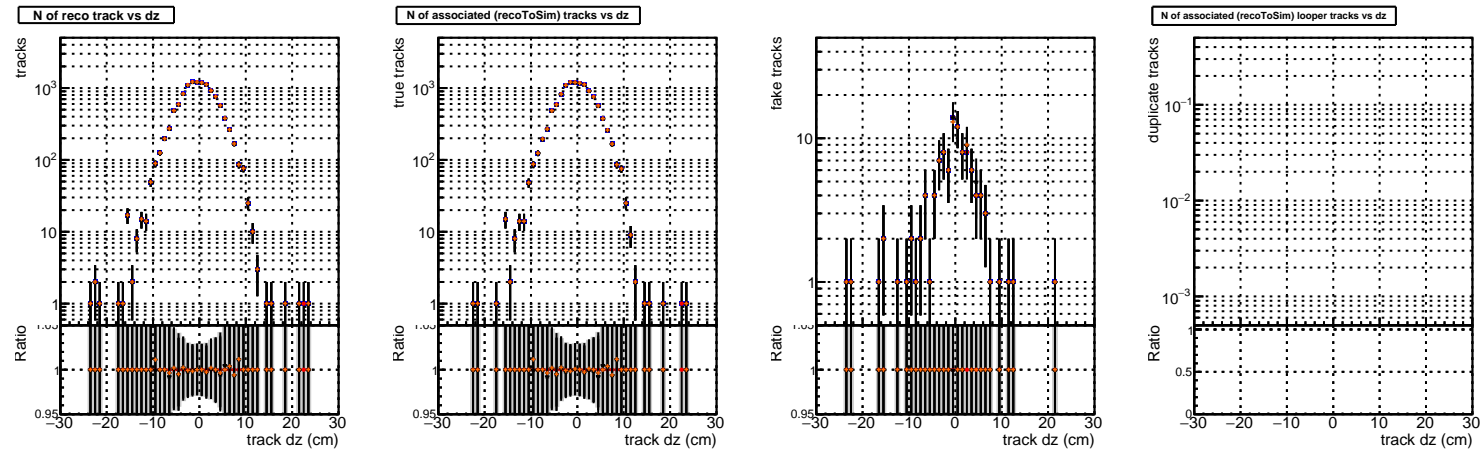 N of reco track vs dz
tracks
10³
10²
10
1
Ratio
1.05
1
0.95
−30 −20 −10 0 10 20 30
track dz (cm)
N of associated (recoToSim) tracks vs dz
true tracks
10³
10²
10
1
Ratio
1
0.95
−30 −20 −10 0 10 20 30
track dz (cm)
fake tracks
10
1
Ratio
1.05
1
0.95
−30 −20 −10 0 10 20 30
track dz (cm)
N of associated (recoToSim) looper tracks vs dz
duplicate tracks
10⁻¹
10⁻²
10⁻³
Ratio
1
0.5
0
−30 −20 −10 0 10 20 30
track dz (cm)